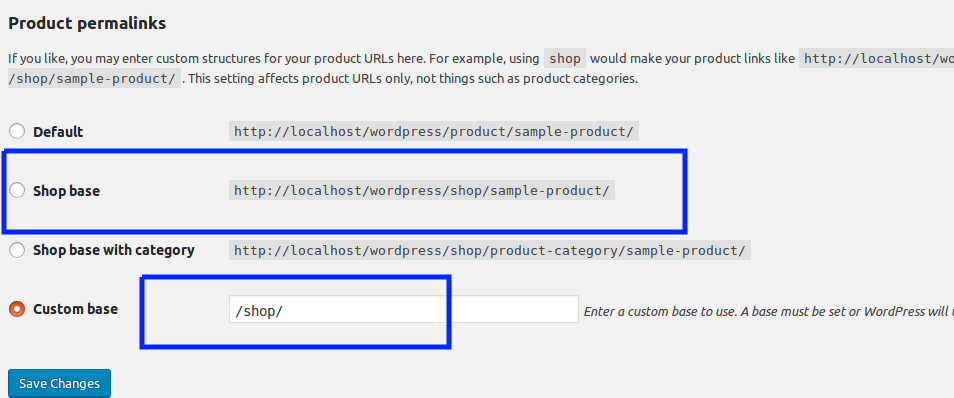 Product permalinks
If you like, you may enter custom structures for your product URLs here. For example, using shop would make your product links like http://localhost/wo
/shop/sample-product/ . This setting affects product URLs only, not things such as product categories.
Default http://localhost/wordpress/product/sample-product/
Shop base http://localhost/wordpress/shop/sample-product/
Shop base with category http://localhost/wordpress/shop/product-category/sample-product/
Custom base /shop/ Enter a custom base to use. A base must be set or WordPress will
Save Changes